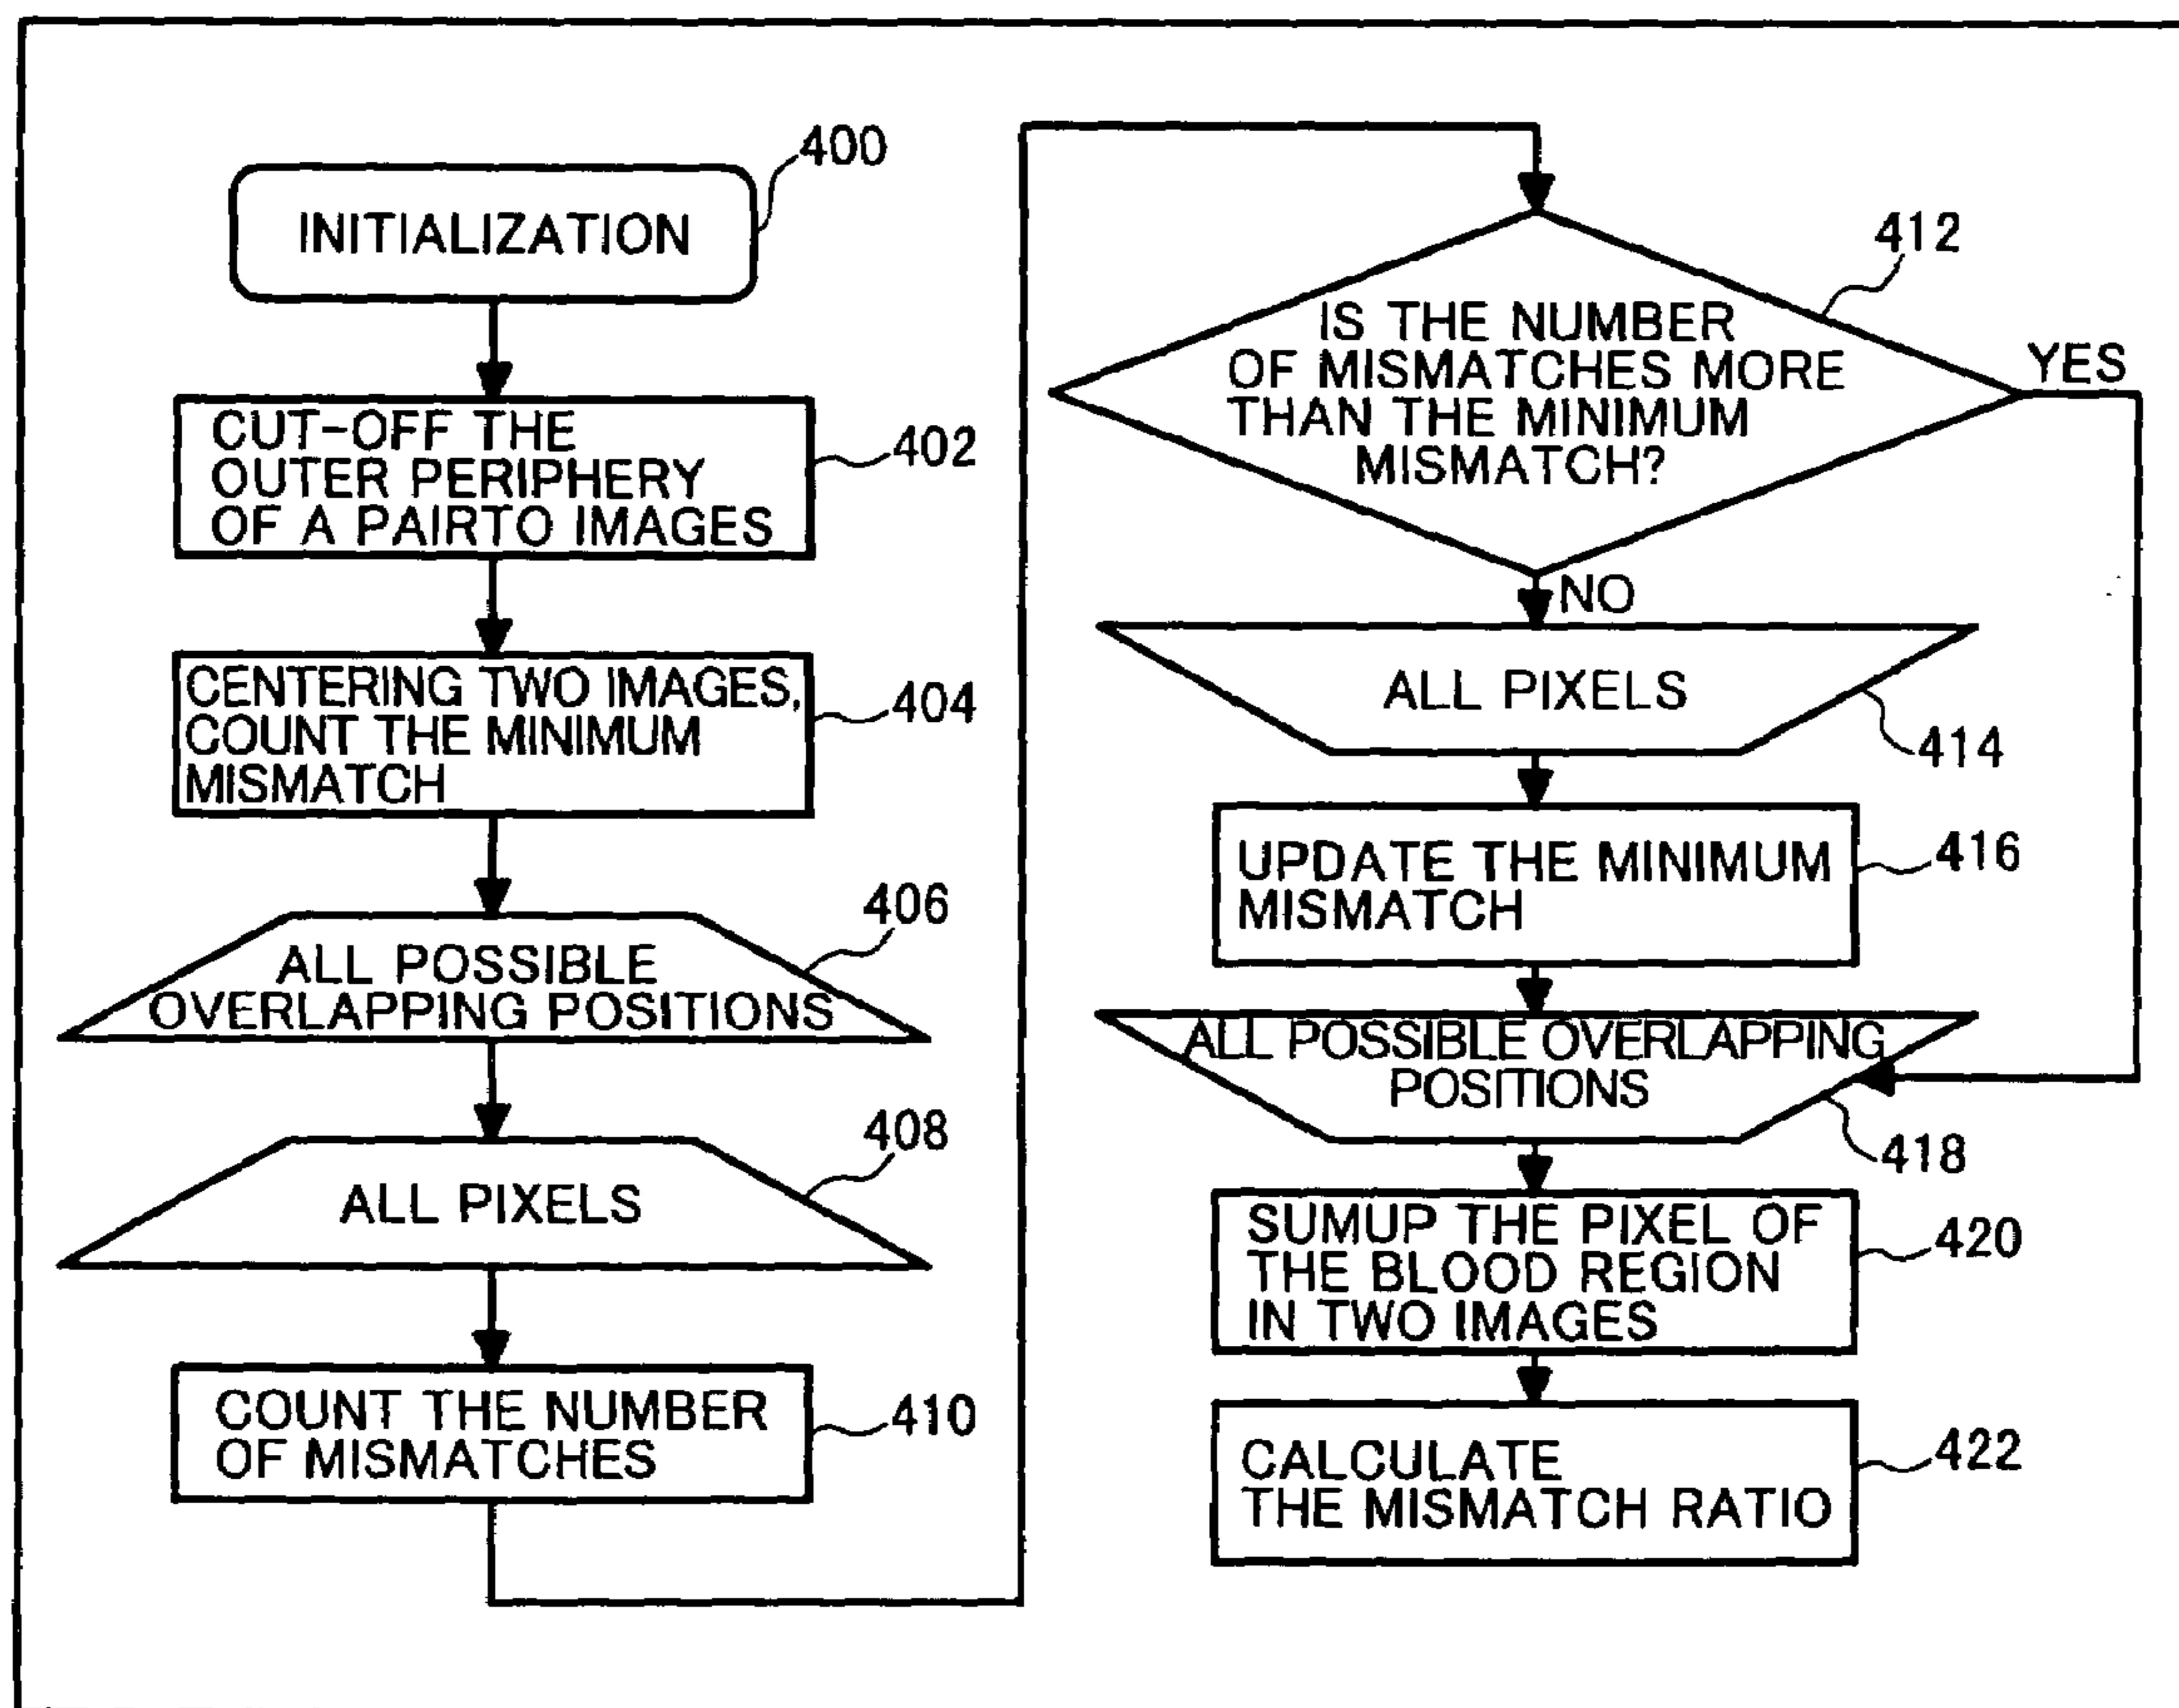 INITIALIZATION
400
CUT-OFF THE
OUTER PERIPHERY
OF A PAIRTO IMAGES
402
CENTERING TWO IMAGES,
COUNT THE MINIMUM
MISMATCH
404
ALL POSSIBLE
OVERLAPPING POSITIONS
406
ALL PIXELS
408
COUNT THE NUMBER
OF MISMATCHES
410
IS THE NUMBER
OF MISMATCHES MORE
THAN THE MINIMUM
MISMATCH?
412
YES
NO
ALL PIXELS
414
UPDATE THE MINIMUM
MISMATCH
416
ALL POSSIBLE OVERLAPPING
POSITIONS
418
SUMUP THE PIXEL OF
THE BLOOD REGION
IN TWO IMAGES
420
CALCULATE
THE MISMATCH RATIO
422